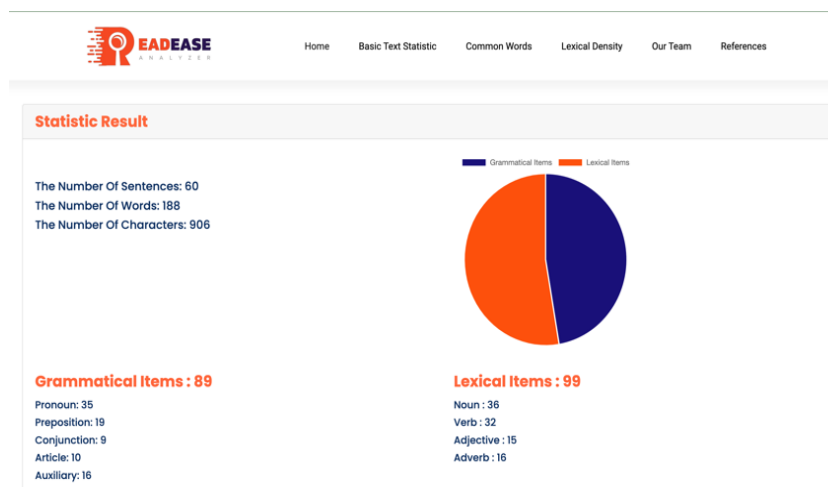 READEASE
ANALYZER
Home Basic Text Statistic Common Words Lexical Density Our Team References
Statistic Result
Grammatical Items Lexical Items
The Number Of Sentences: 60
The Number Of Words: 188
The Number Of Characters: 906
Grammatical Items : 89
Pronoun: 35
Preposition: 19
Conjunction: 9
Article: 10
Auxiliary: 16
Lexical Items : 99
Noun : 36
Verb : 32
Adjective : 15
Adverb : 16